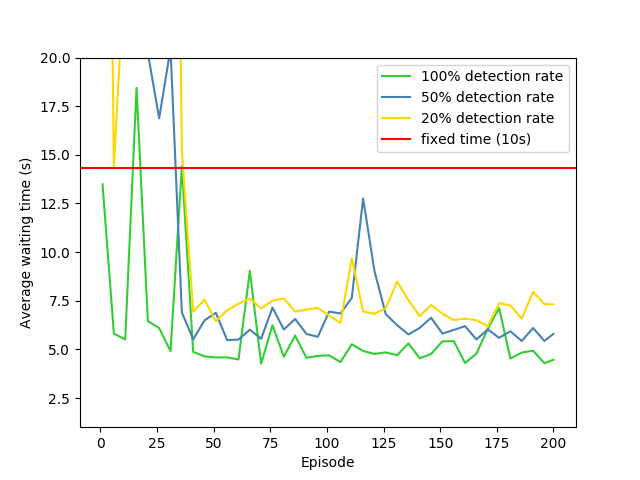 20.0
17.5
15.0
12.5
10.0
7.5
5.0
2.5
Average waiting time (s)
100% detection rate
50% detection rate
20% detection rate
fixed time (10s)
0 25 50 75 100 125 150 175 200
Episode